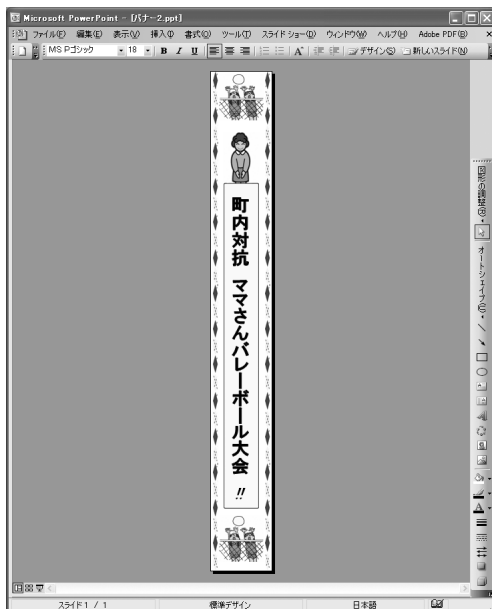 Microsoft PowerPoint - [バナ~2.ppt]
ファイル(F) 編集(E) 表示(V) 挿入(I) 書式(O) ツール(T) スライド ショー(D) ウィンドウ(W) ヘルプ(H) Adobe PDF(B)
MS Pゴシック 18 B I U A デザイン(S) 新しいスライド(N)
町内対抗 ママさんバレーボール大会 !!
図形の調整(R)
オートシェイプ(U)
A
スライド 1 / 1 標準デザイン 日本語